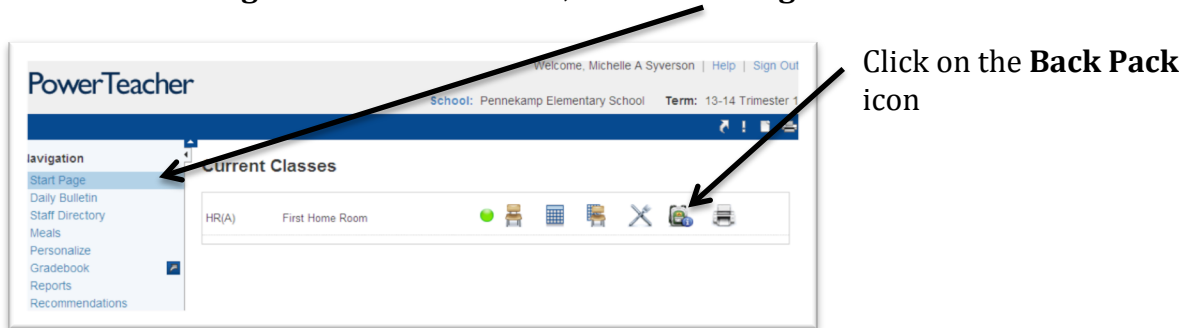 Click on the Back Pack
icon
PowerTeacher
Welcome, Michelle A Syverson | Help | Sign Out
School: Pennekamp Elementary School Term: 13-14 Trimester 1
Navigation
Start Page
Daily Bulletin
Staff Directory
Meals
Personalize
Gradebook
Reports
Recommendations
Current Classes
HR(A) First Home Room